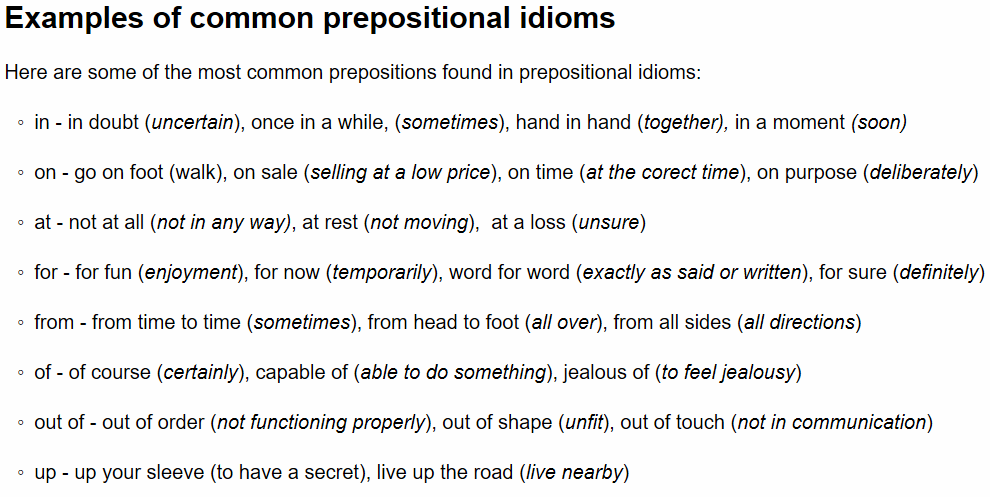 Examples of common prepositional idioms
Here are some of the most common prepositions found in prepositional idioms:
◦ in - in doubt (uncertain), once in a while, (sometimes), hand in hand (together), in a moment (soon)
◦ on - go on foot (walk), on sale (selling at a low price), on time (at the corect time), on purpose (deliberately)
◦ at - not at all (not in any way), at rest (not moving),  at a loss (unsure)
◦ for - for fun (enjoyment), for now (temporarily), word for word (exactly as said or written), for sure (definitely)
◦ from - from time to time (sometimes), from head to foot (all over), from all sides (all directions)
◦ of - of course (certainly), capable of (able to do something), jealous of (to feel jealousy)
◦ out of - out of order (not functioning properly), out of shape (unfit), out of touch (not in communication)
◦ up - up your sleeve (to have a secret), live up the road (live nearby)